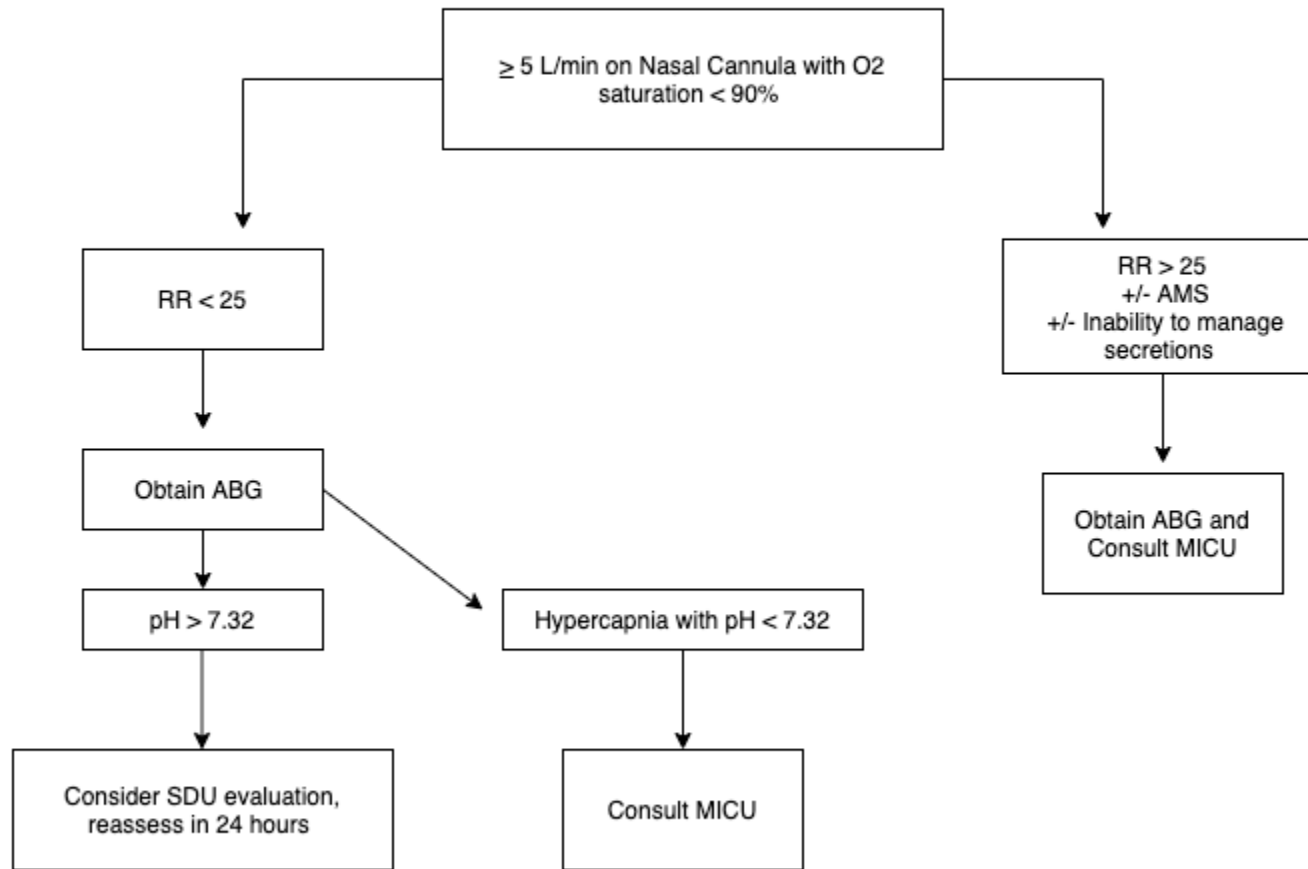 ≥ 5 L/min on Nasal Cannula with O2
saturation < 90%
RR < 25
RR > 25
+/- AMS
+/- Inability to manage
secretions
Obtain ABG
Obtain ABG and
Consult MICU
pH > 7.32
Hypercapnia with pH < 7.32
Consider SDU evaluation,
reassess in 24 hours
Consult MICU